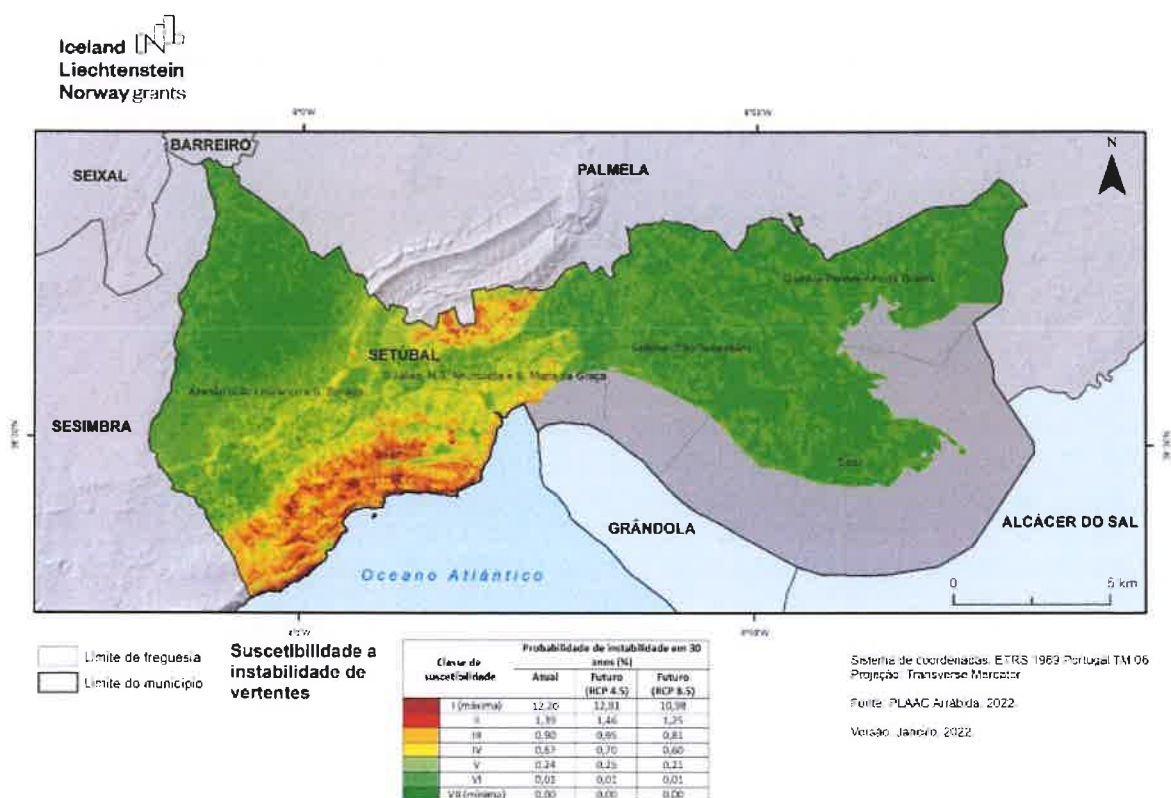 Iceland
Liechtenstein
Norway grants
N
BARREIRO
SEIXAL
PALMELA
SETÚBAL
SESIMBRA
Sado
GRÂNDOLA
ALCÁCER DO SAL
Oceano Atlântico
0 5 km
Limite de freguesia
Limite do município
Suscetibilidade a
instabilidade de
vertentes
Classe de suscetibilidade
Probabilidade de instabilidade em 30 anos (%)
Atual Futuro (RCP 4.5) Futuro (RCP 8.5)
I (máxima) 12,20 12,81 10,98
II 1,39 1,46 1,25
III 0,90 0,95 0,81
IV 0,67 0,70 0,60
V 0,24 0,25 0,21
VI 0,01 0,01 0,01
VII (mínima) 0,00 0,00 0,00
Sistema de coordenadas: ETRS 1989 Portugal TM 06
Projeção: Transverse Mercator
Fonte: PLAAC Arrábida, 2022.
Versão: Janeiro, 2022.